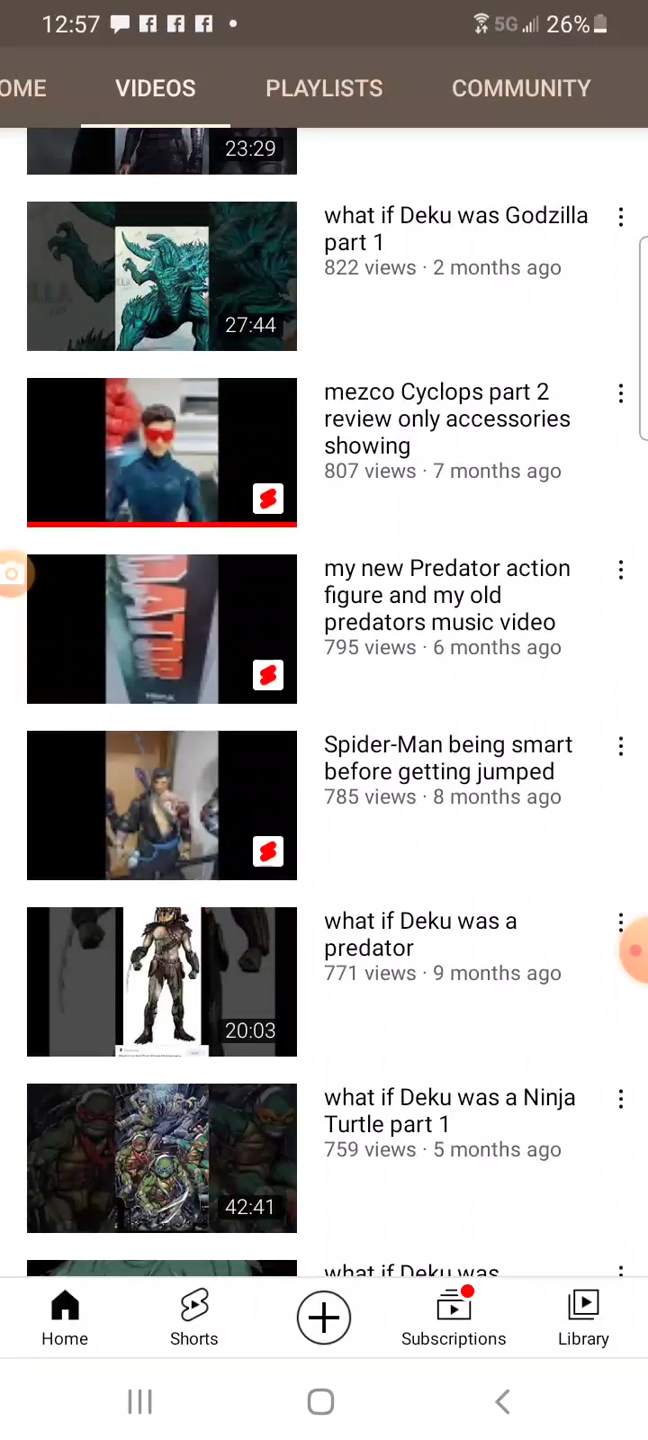 12:57
5G
26%
OME
VIDEOS
PLAYLISTS
COMMUNITY
23:29
what if Deku was Godzilla
part 1
822 views · 2 months ago
27:44
mezco Cyclops part 2
review only accessories
showing
807 views · 7 months ago
my new Predator action
figure and my old
predators music video
795 views · 6 months ago
Spider-Man being smart
before getting jumped
785 views · 8 months ago
what if Deku was a
predator
771 views · 9 months ago
20:03
what if Deku was a Ninja
Turtle part 1
759 views · 5 months ago
42:41
what if Deku was
Home
Shorts
Subscriptions
Library